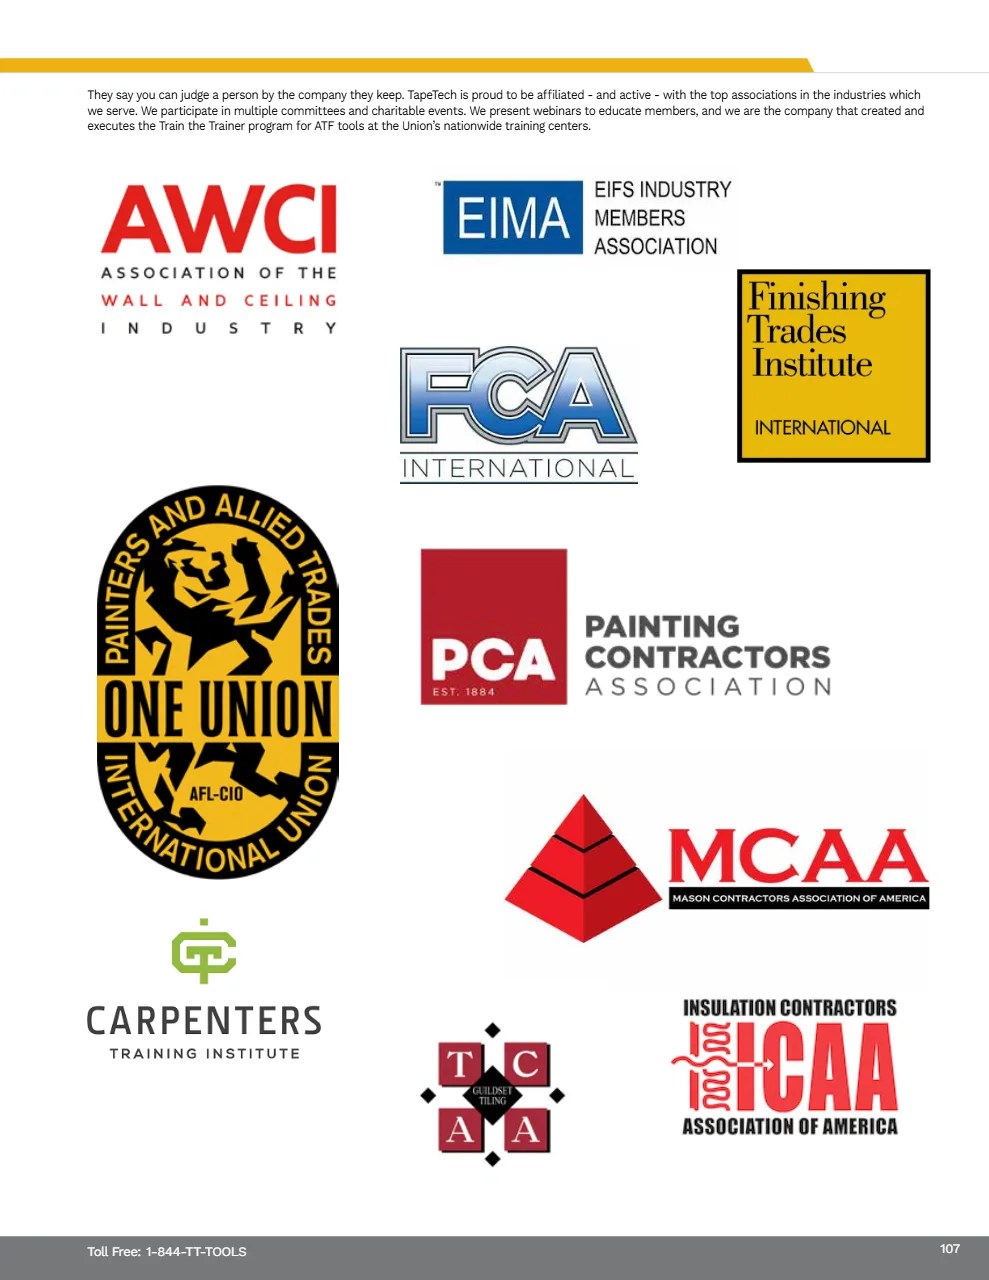 They say you can judge a person by the company they keep. TapeTech is proud to be affiliated - and active - with the top associations in the industries which
we serve. We participate in multiple committees and charitable events. We present webinars to educate members, and we are the company that created and
executes the Train the Trainer program for ATF tools at the Union’s nationwide training centers.
AWCI
ASSOCIATION OF THE
WALL AND CEILING
INDUSTRY
™
EIMA
EIFS INDUSTRY
MEMBERS
ASSOCIATION
Finishing
Trades
Institute
INTERNATIONAL
FCA
INTERNATIONAL
PAINTERS AND ALLIED TRADES
ONE UNION
AFL-CIO
INTERNATIONAL UNION
PCA
EST. 1884
PAINTING
CONTRACTORS
ASSOCIATION
MCAA
MASON CONTRACTORS ASSOCIATION OF AMERICA
CARPENTERS
TRAINING INSTITUTE
T C
GUILDSET
TILING
A A
INSULATION CONTRACTORS
ICAA
ASSOCIATION OF AMERICA
Toll Free: 1-844-TT-TOOLS
107